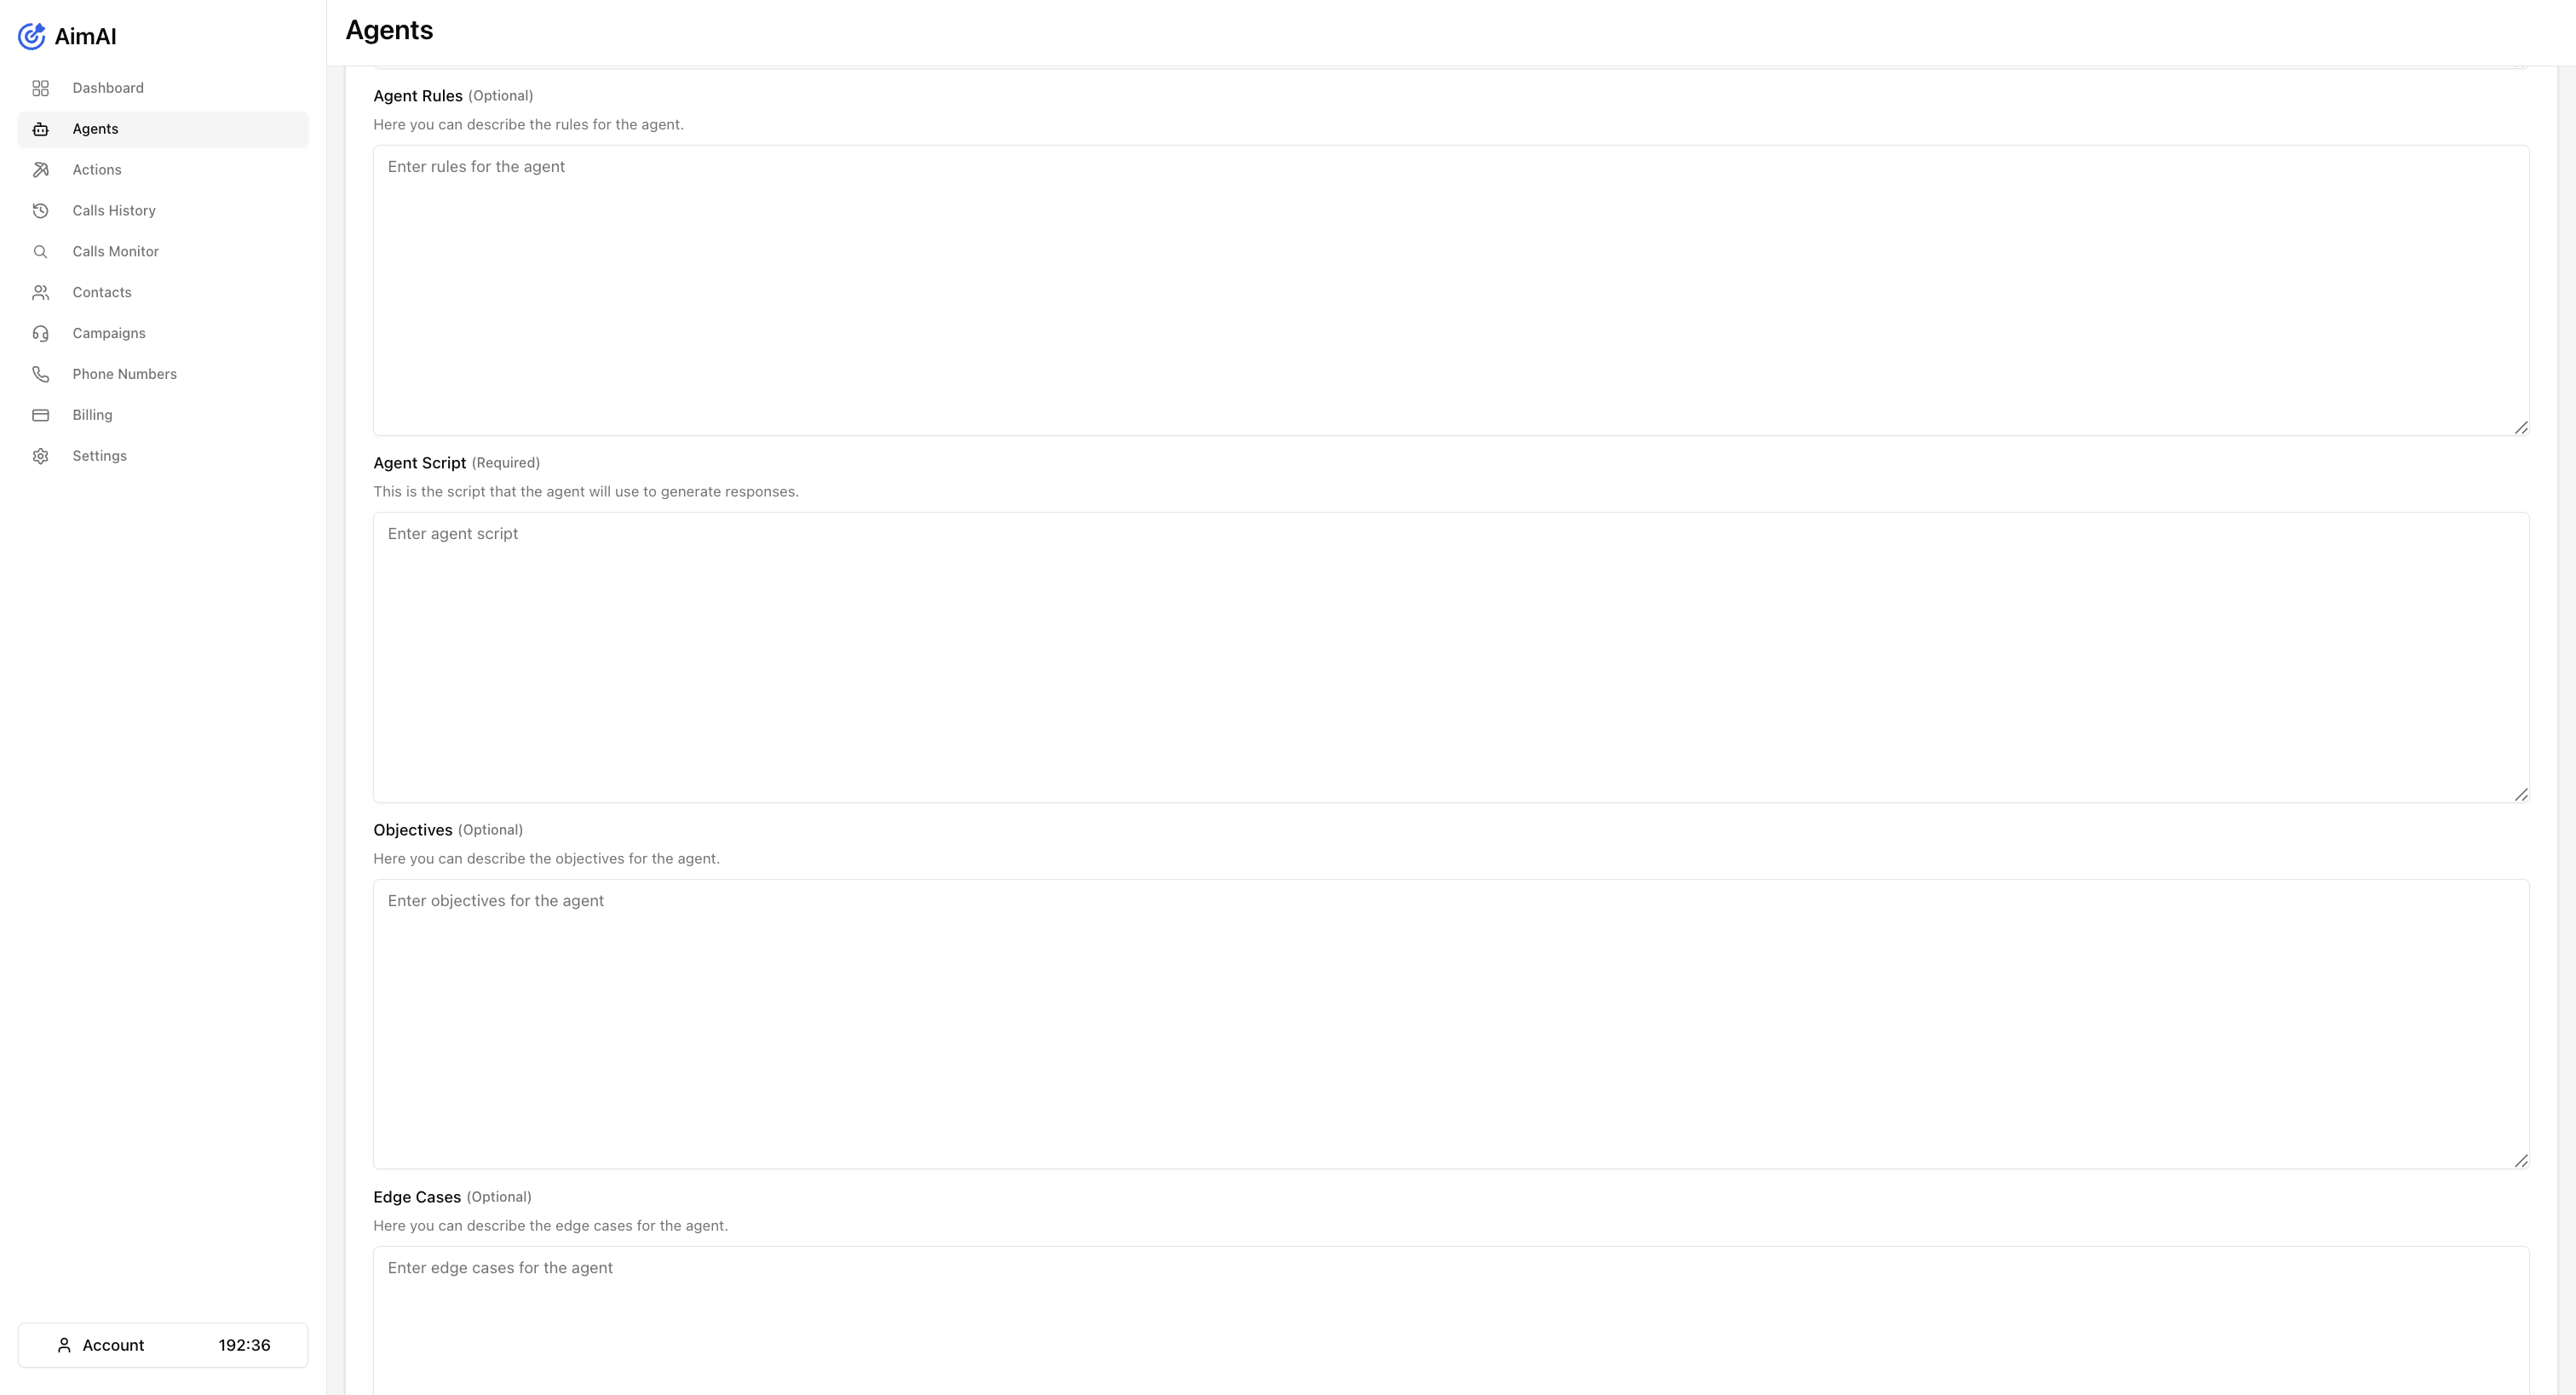 AimAI
Dashboard
Agents
Actions
Calls History
Calls Monitor
Contacts
Campaigns
Phone Numbers
Billing
Settings
Account 192:36
Agents
Agent Rules (Optional)
Here you can describe the rules for the agent.
Enter rules for the agent
Agent Script (Required)
This is the script that the agent will use to generate responses.
Enter agent script
Objectives (Optional)
Here you can describe the objectives for the agent.
Enter objectives for the agent
Edge Cases (Optional)
Here you can describe the edge cases for the agent.
Enter edge cases for the agent